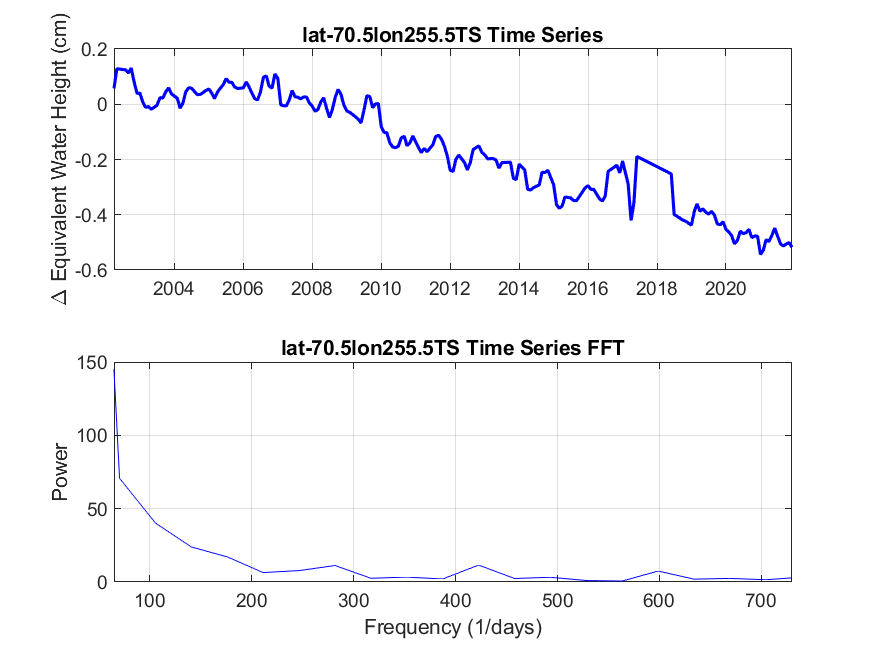 lat-70.5lon255.5TS Time Series
Δ Equivalent Water Height (cm)
0.2
0
-0.2
-0.4
-0.6
2004 2006 2008 2010 2012 2014 2016 2018 2020
lat-70.5lon255.5TS Time Series FFT
Power
150
100
50
0
100 200 300 400 500 600 700
Frequency (1/days)